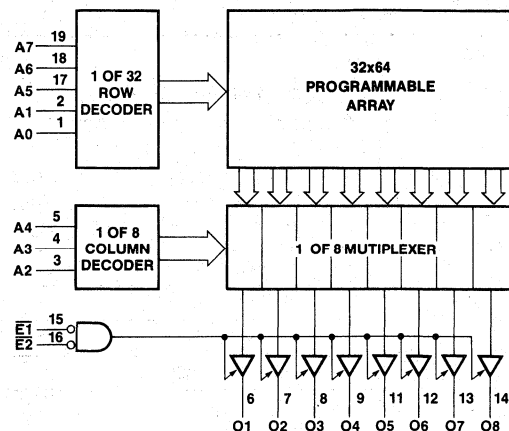 A7 19
A6 18
A5 17
A1 2
A0 1
1 OF 32
ROW
DECODER
32x64
PROGRAMMABLE
ARRAY
A4 5
A3 4
A2 3
1 OF 8
COLUMN
DECODER
1 OF 8 MUTIPLEXER
E1 15
E2 16
6 7 8 9 11 12 13 14
O1 O2 O3 O4 O5 O6 O7 O8